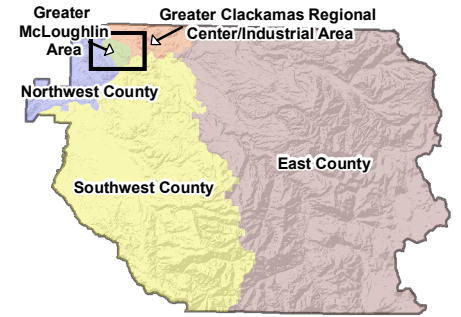 Greater
McLoughlin
Area
Greater Clackamas Regional
Center/Industrial Area
Northwest County
East County
Southwest County